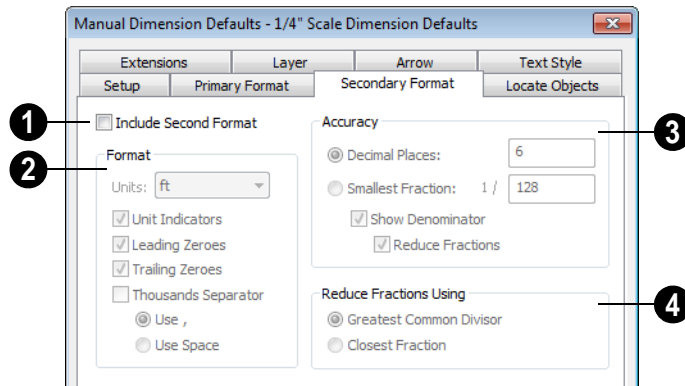 Manual Dimension Defaults - 1/4" Scale Dimension Defaults
Extensions Layer Arrow Text Style
Setup Primary Format Secondary Format Locate Objects
1 Include Second Format
2 Format
Units: ft
Unit Indicators
Leading Zeroes
Trailing Zeroes
Thousands Separator
Use ,
Use Space
Accuracy 3
Decimal Places: 6
Smallest Fraction: 1 / 128
Show Denominator
Reduce Fractions
Reduce Fractions Using 4
Greatest Common Divisor
Closest Fraction